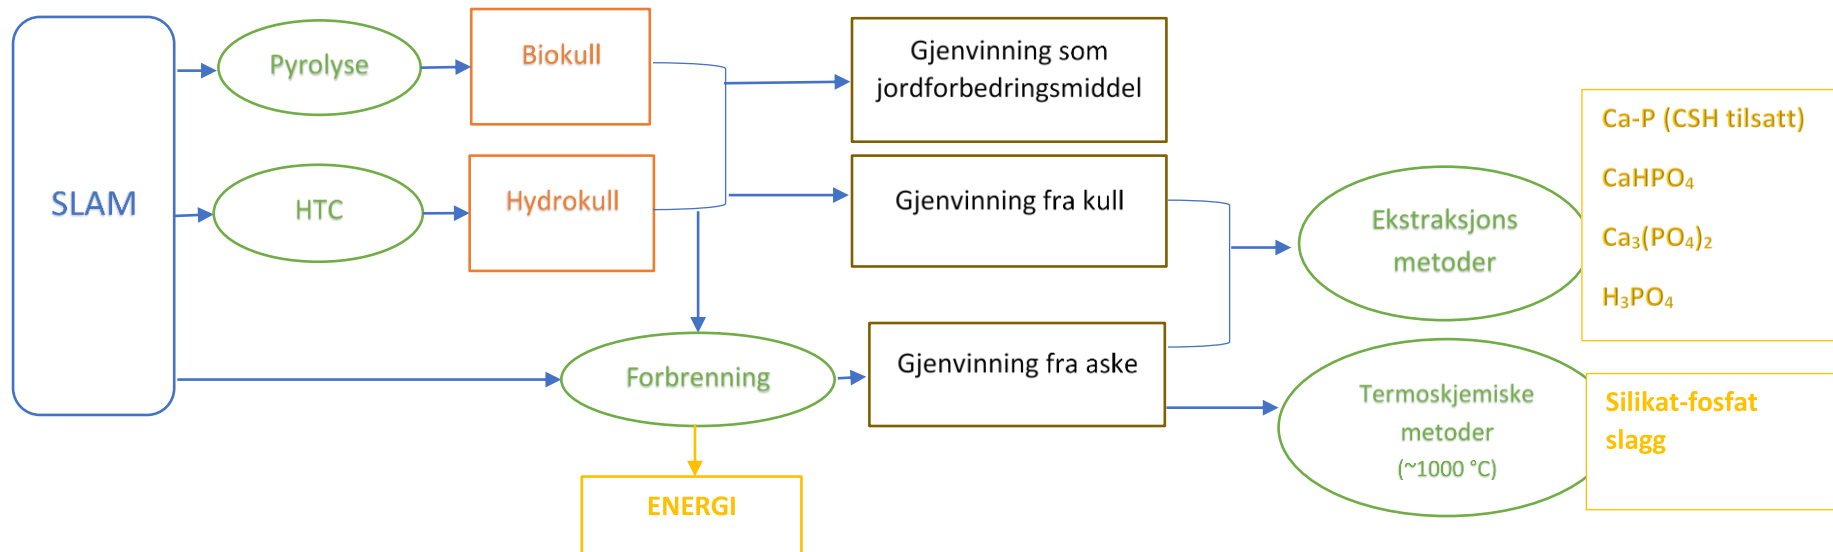 SLAM
Pyrolyse
Biokull
Gjenvinning som
jordforbedringsmiddel
HTC
Hydrokull
Gjenvinning fra kull
Forbrenning
Gjenvinning fra aske
ENERGI
Ekstraksjons
metoder
Ca-P (CSH tilsatt)
CaHPO₄
Ca₃(PO₄)₂
H₃PO₄
Termoskjemiske
metoder
(~1000 °C)
Silikat-fosfat
slagg